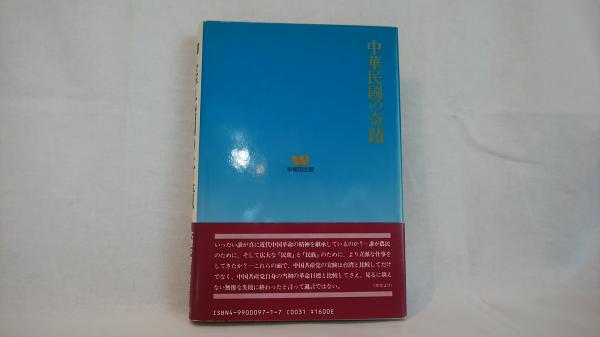 中華民國の奇蹟
早稲田出版
いったい誰が真に近代中国革命の精神を継承しているのか?―誰が農民
のために、そして広大な『民衆』と『民族』のために、より立派な仕事を
してきたか?―これらの面で、中国共産党の実験は台湾と比較してだけ
でなく、中国共産党自身の当初の革命目標と比較してさえ、見るに堪え
ない無惨な失敗に終わったと言って過言ではない。
(本文より)
ISBN4-9900097-1-7 C0031 ¥1600E